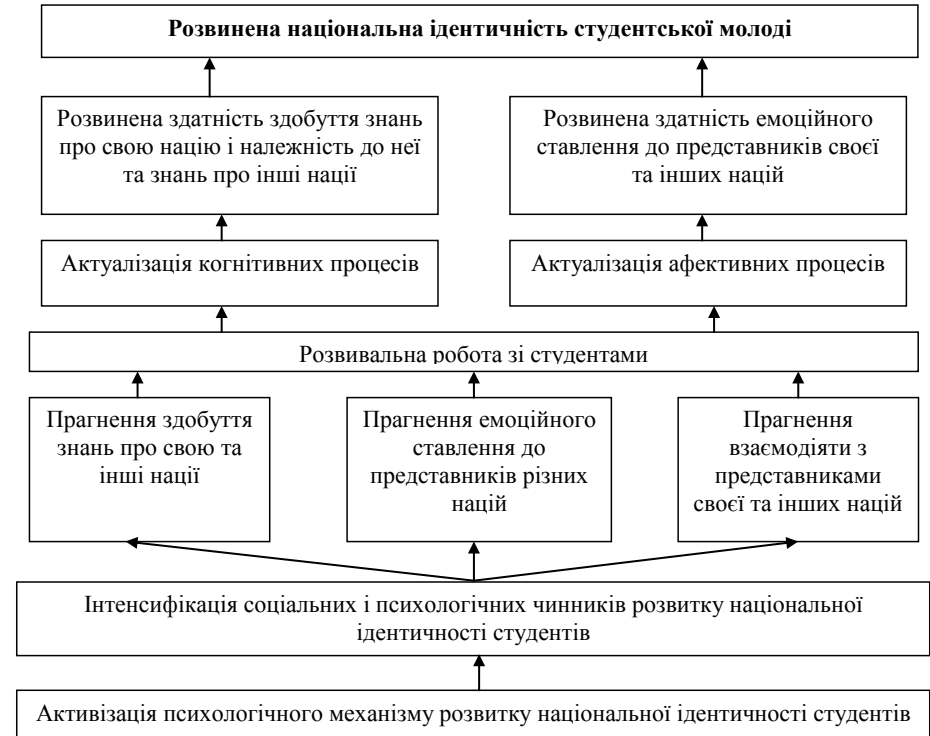 Розвинена національна ідентичність студентської молоді
Розвинена здатність здобуття знань
про свою націю і належність до неї
та знань про інші нації
Розвинена здатність емоційного
ставлення до представників своєї
та інших націй
Актуалізація когнітивних процесів
Актуалізація афективних процесів
Розвивальна робота зі студентами
Прагнення здобуття
знань про свою та
інші нації
Прагнення емоційного
ставлення до
представників різних
націй
Прагнення
взаємодіяти з
представниками
своєї та інших націй
Інтенсифікація соціальних і психологічних чинників розвитку національної
ідентичності студентів
Активізація психологічного механізму розвитку національної ідентичності студентів